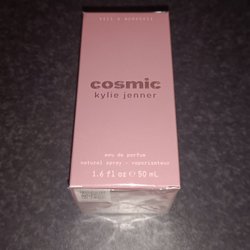 cosmic
kylie jenner
eau de parfum
natural spray - vaporisateur
1.6 fl oz ℮ 50 mL